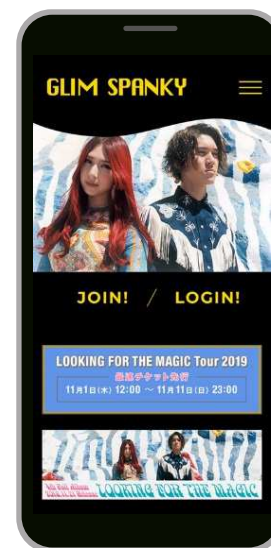 GLIM SPANKY
JOIN! / LOGIN!
LOOKING FOR THE MAGIC Tour 2019
最速チケット先行
11月1日(木) 12:00 ～ 11月11日(日) 23:00
LOOKING FOR THE MAGIC